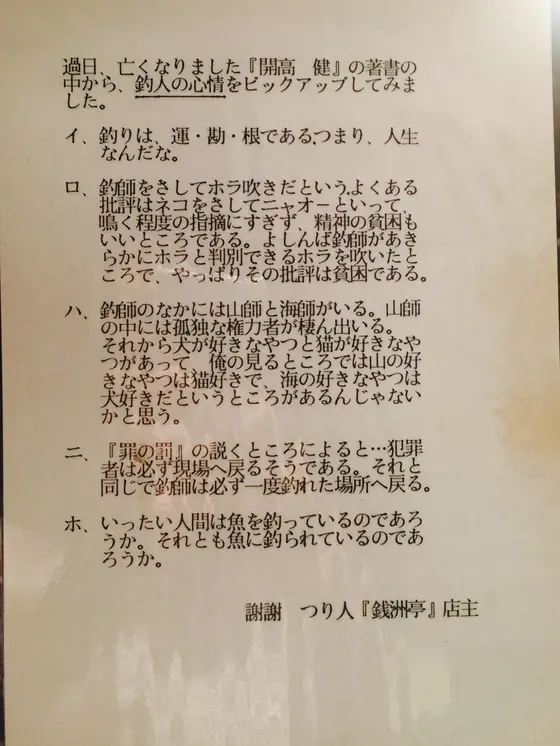 過日、亡くなりました『開高　健』の著書の
中から、釣人の心情をピックアップしてみま
した。
イ、釣りは、運・勘・根である、つまり、人生
なんだな。
ロ、釣師をさしてホラ吹きだという、よくある
批評はネコをさしてニャオーといって、
鳴く程度の指摘にすぎず、精神の貧困も
いいところである。よしんば釣師があき
らかにホラと判別できるホラを吹いたと
ころで、やっぱりその批評は貧困である。
ハ、釣師のなかには山師と海師がいる。山師
の中には孤独な権力者が棲ん出いる。
それから犬が好きなやつと猫が好きなや
つがあって、俺の見るところでは山の好
きなやつは猫好きで、海の好きなやつは
犬好きだというところがあるんじゃない
かと思う。
二、『罪の罰』の説くところによると…犯罪
者は必ず現場へ戻るそうである。それと
同じで釣師は必ず一度釣れた場所へ戻る。
ホ、いったい人間は魚を釣っているのであろ
うか。それとも魚に釣られているのであ
ろうか。
謝謝　つり人『銭洲亭』店主